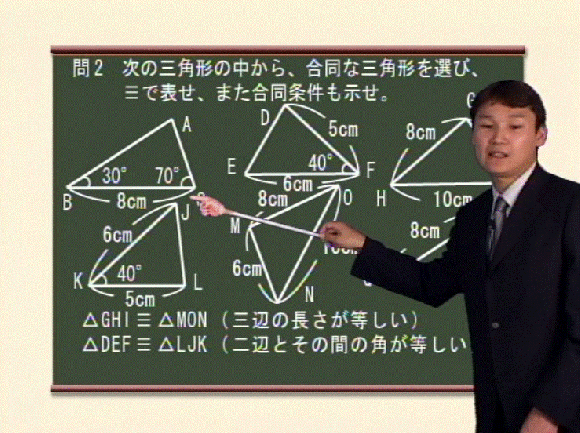 問2 次の三角形の中から、合同な三角形を選び、
≡で表せ、また合同条件も示せ。
A
30° 70°
B 8cm
D
5cm
E 40° F
6cm
8cm
H 10cm
J
6cm
K 40° L
5cm
8cm O
M
6cm
N
8cm
△GHI≡△MON(三辺の長さが等しい)
△DEF≡△LJK(二辺とその間の角が等しい